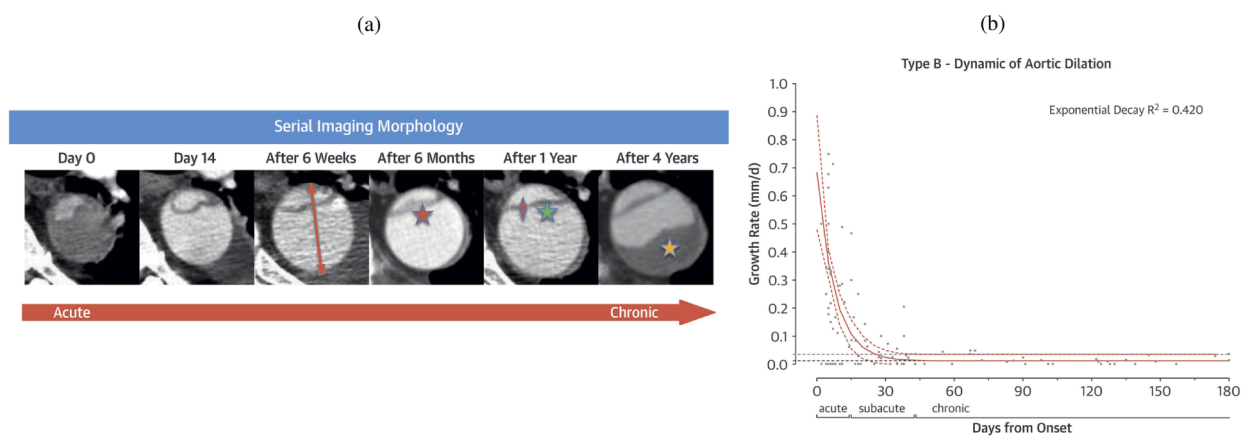 (a)
Serial Imaging Morphology
Day 0 Day 14 After 6 Weeks After 6 Months After 1 Year After 4 Years
Acute Chronic
(b)
Type B - Dynamic of Aortic Dilation
Exponential Decay R² = 0.420
Growth Rate (mm/d)
1.0
0.9
0.8
0.7
0.6
0.5
0.4
0.3
0.2
0.1
0.0
0 30 60 90 120 150 180
acute subacute chronic
Days from Onset